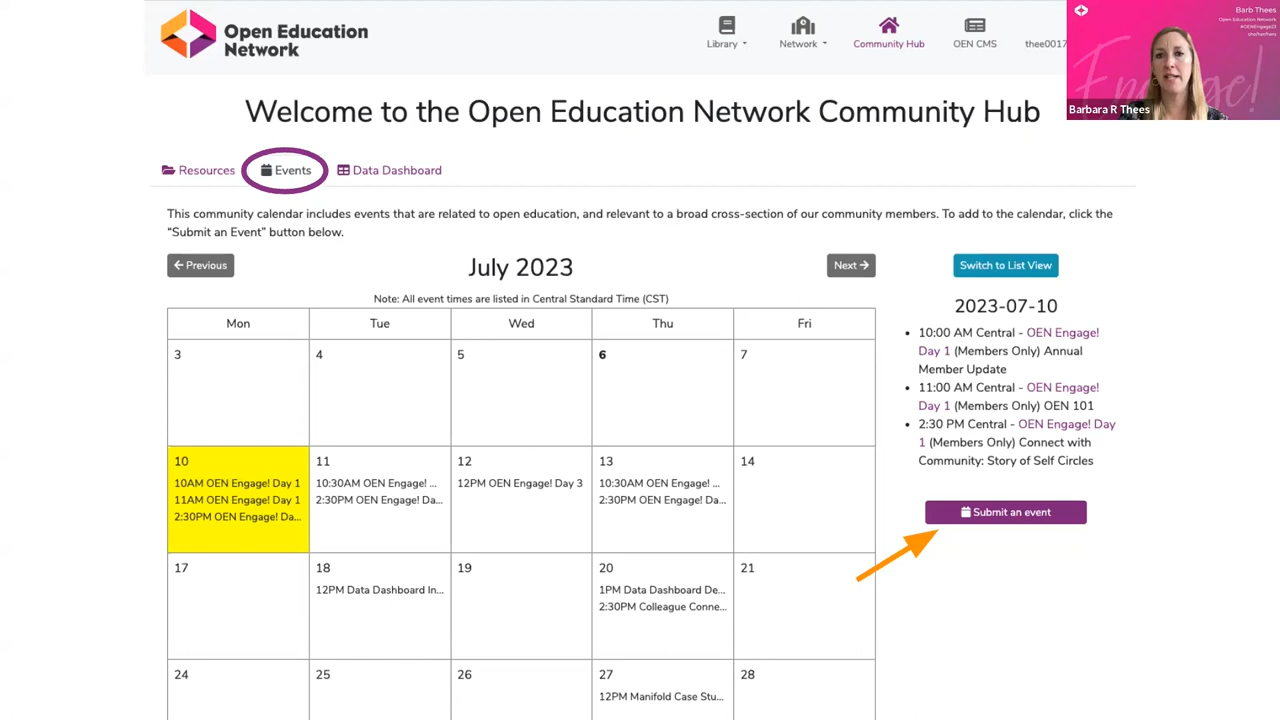 Open Education
Network
Library
Network
Community Hub
OEN CMS
thee0017
Barb Thees
Open Education Network
#OENEngage23
Engage!
Barbara R Thees
Welcome to the Open Education Network Community Hub
Resources
Events
Data Dashboard
This community calendar includes events that are related to open education, and relevant to a broad cross-section of our community members. To add to the calendar, click the
“Submit an Event” button below.
Previous
July 2023
Next
Switch to List View
Note: All event times are listed in Central Standard Time (CST)
Mon Tue Wed Thu Fri
3 4 5 6 7
10 11 12 13 14
10AM OEN Engage! Day 1
11AM OEN Engage! Day 1
2:30PM OEN Engage! Da...
10:30AM OEN Engage! ...
2:30PM OEN Engage! Da...
12PM OEN Engage! Day 3
10:30AM OEN Engage! ...
2:30PM OEN Engage! Da...
17 18 19 20 21
12PM Data Dashboard In...
1PM Data Dashboard De...
2:30PM Colleague Conne...
24 25 26 27 28
12PM Manifold Case Stu...
2023-07-10
10:00 AM Central - OEN Engage!
Day 1 (Members Only) Annual
Member Update
11:00 AM Central - OEN Engage!
Day 1 (Members Only) OEN 101
2:30 PM Central - OEN Engage! Day
1 (Members Only) Connect with
Community: Story of Self Circles
Submit an event